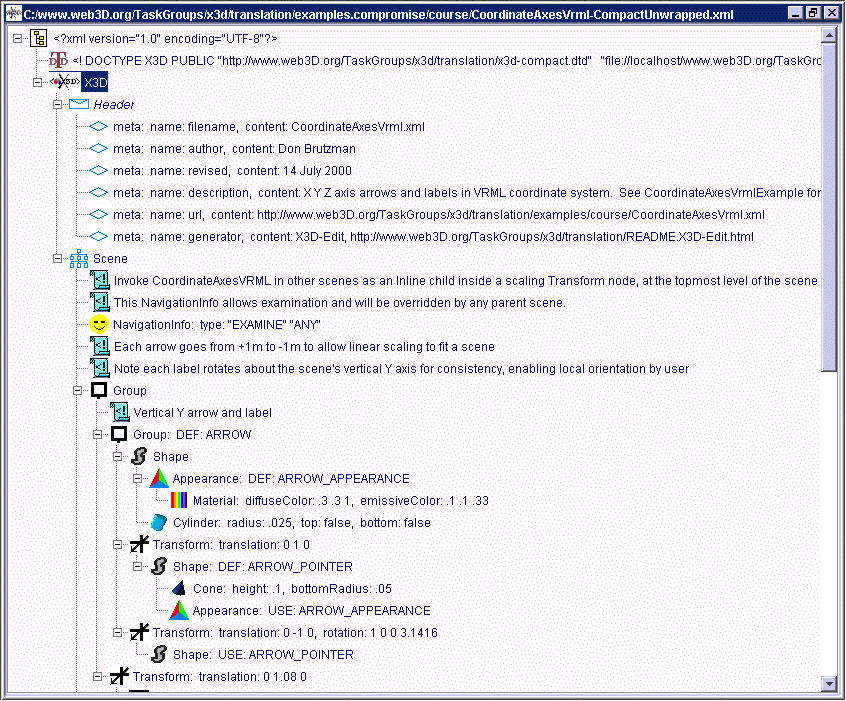 C:/www.web3D.org/TaskGroups/x3d/translation/examples.compromise/course/CoordinateAxesVrml-CompactUnwrapped.xml
<?xml version="1.0" encoding="UTF-8"?>
DTD <! DOCTYPE X3D PUBLIC "http://www.web3D.org/TaskGroups/x3d/translation/x3d-compact.dtd" "file://localhost/www.web3D.org/TaskGro
X3D X3D
Header
meta: name: filename, content: CoordinateAxesVrml.xml
meta: name: author, content: Don Brutzman
meta: name: revised, content: 14 July 2000
meta: name: description, content: X Y Z axis arrows and labels in VRML coordinate system. See CoordinateAxesVrmlExample for
meta: name: url, content: http://www.web3D.org/TaskGroups/x3d/translation/examples/course/CoordinateAxesVrml.xml
meta: name: generator, content: X3D-Edit, http://www.web3D.org/TaskGroups/x3d/translation/README.X3D-Edit.html
Scene
Invoke CoordinateAxesVRML in other scenes as an Inline child inside a scaling Transform node, at the topmost level of the scene
This NavigationInfo allows examination and will be overridden by any parent scene.
NavigationInfo: type: "EXAMINE" "ANY"
Each arrow goes from +1m to -1m to allow linear scaling to fit a scene
Note each label rotates about the scene's vertical Y axis for consistency, enabling local orientation by user
Group
Vertical Y arrow and label
Group: DEF: ARROW
Shape
Appearance: DEF: ARROW_APPEARANCE
Material: diffuseColor: .3 .3 1, emissiveColor: .1 .1 .33
Cylinder: radius: .025, top: false, bottom: false
Transform: translation: 0 1 0
Shape: DEF: ARROW_POINTER
Cone: height: .1, bottomRadius: .05
Appearance: USE: ARROW_APPEARANCE
Transform: translation: 0 -1 0, rotation: 1 0 0 3.1416
Shape: USE: ARROW_POINTER
Transform: translation: 0 1.08 0